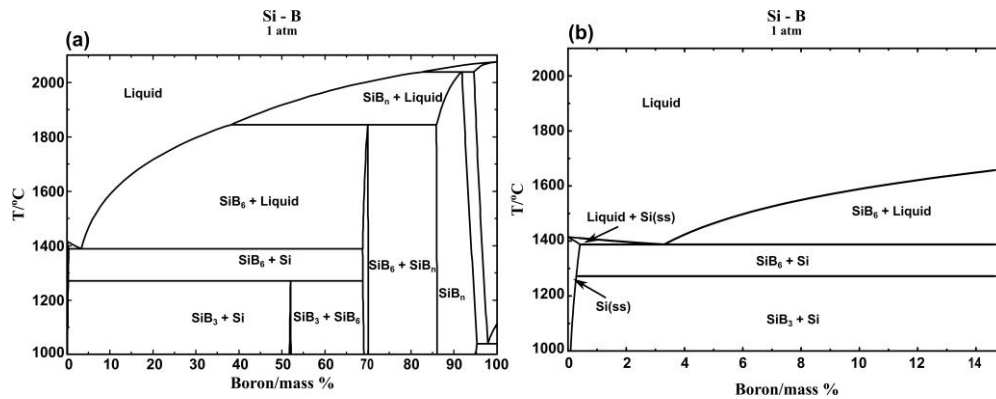 Si - B
1 atm
(a)
2000
1800
1600
1400
1200
1000
T/ºC
Liquid
SiBn + Liquid
SiB6 + Liquid
SiB6 + Si
SiB6 + SiBn
SiBn
SiB3 + Si
SiB3 + SiB6
0 10 20 30 40 50 60 70 80 90 100
Boron/mass %
Si - B
1 atm
(b)
2000
1800
1600
1400
1200
1000
T/ºC
Liquid
Liquid + Si(ss)
SiB6 + Liquid
SiB6 + Si
Si(ss)
SiB3 + Si
0 2 4 6 8 10 12 14
Boron/mass %